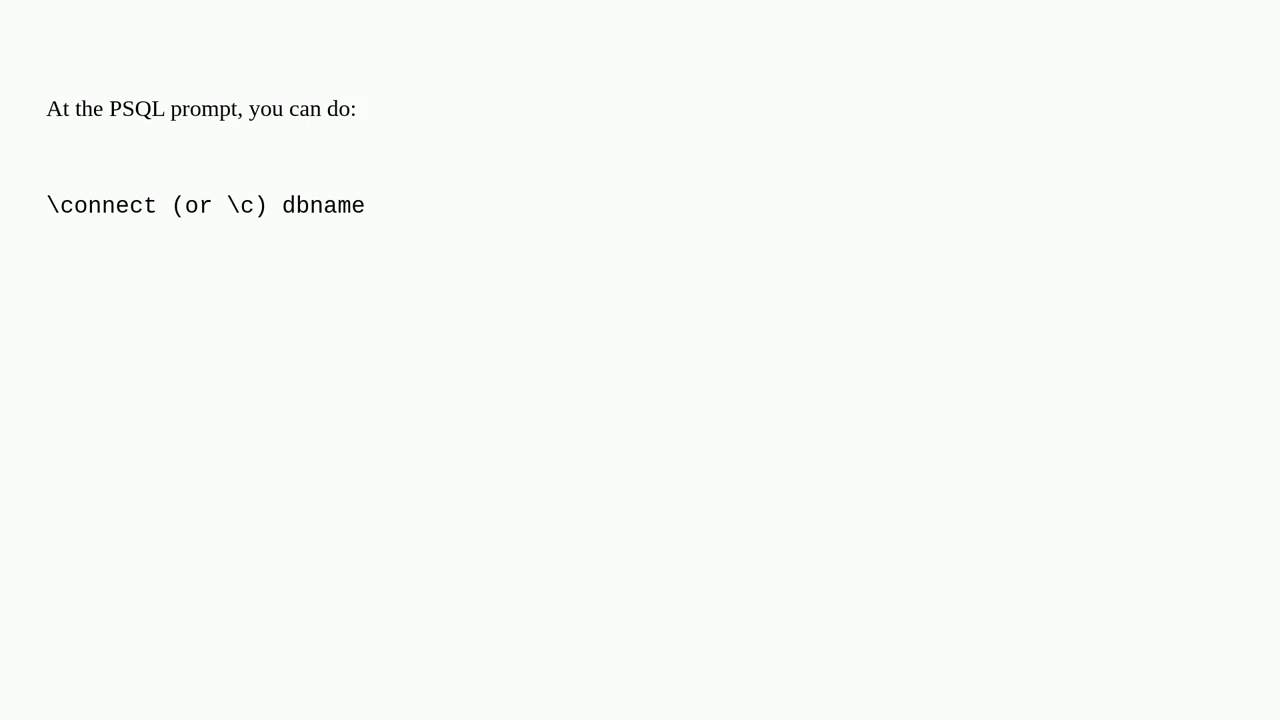 At the PSQL prompt, you can do:
\connect (or \c) dbname